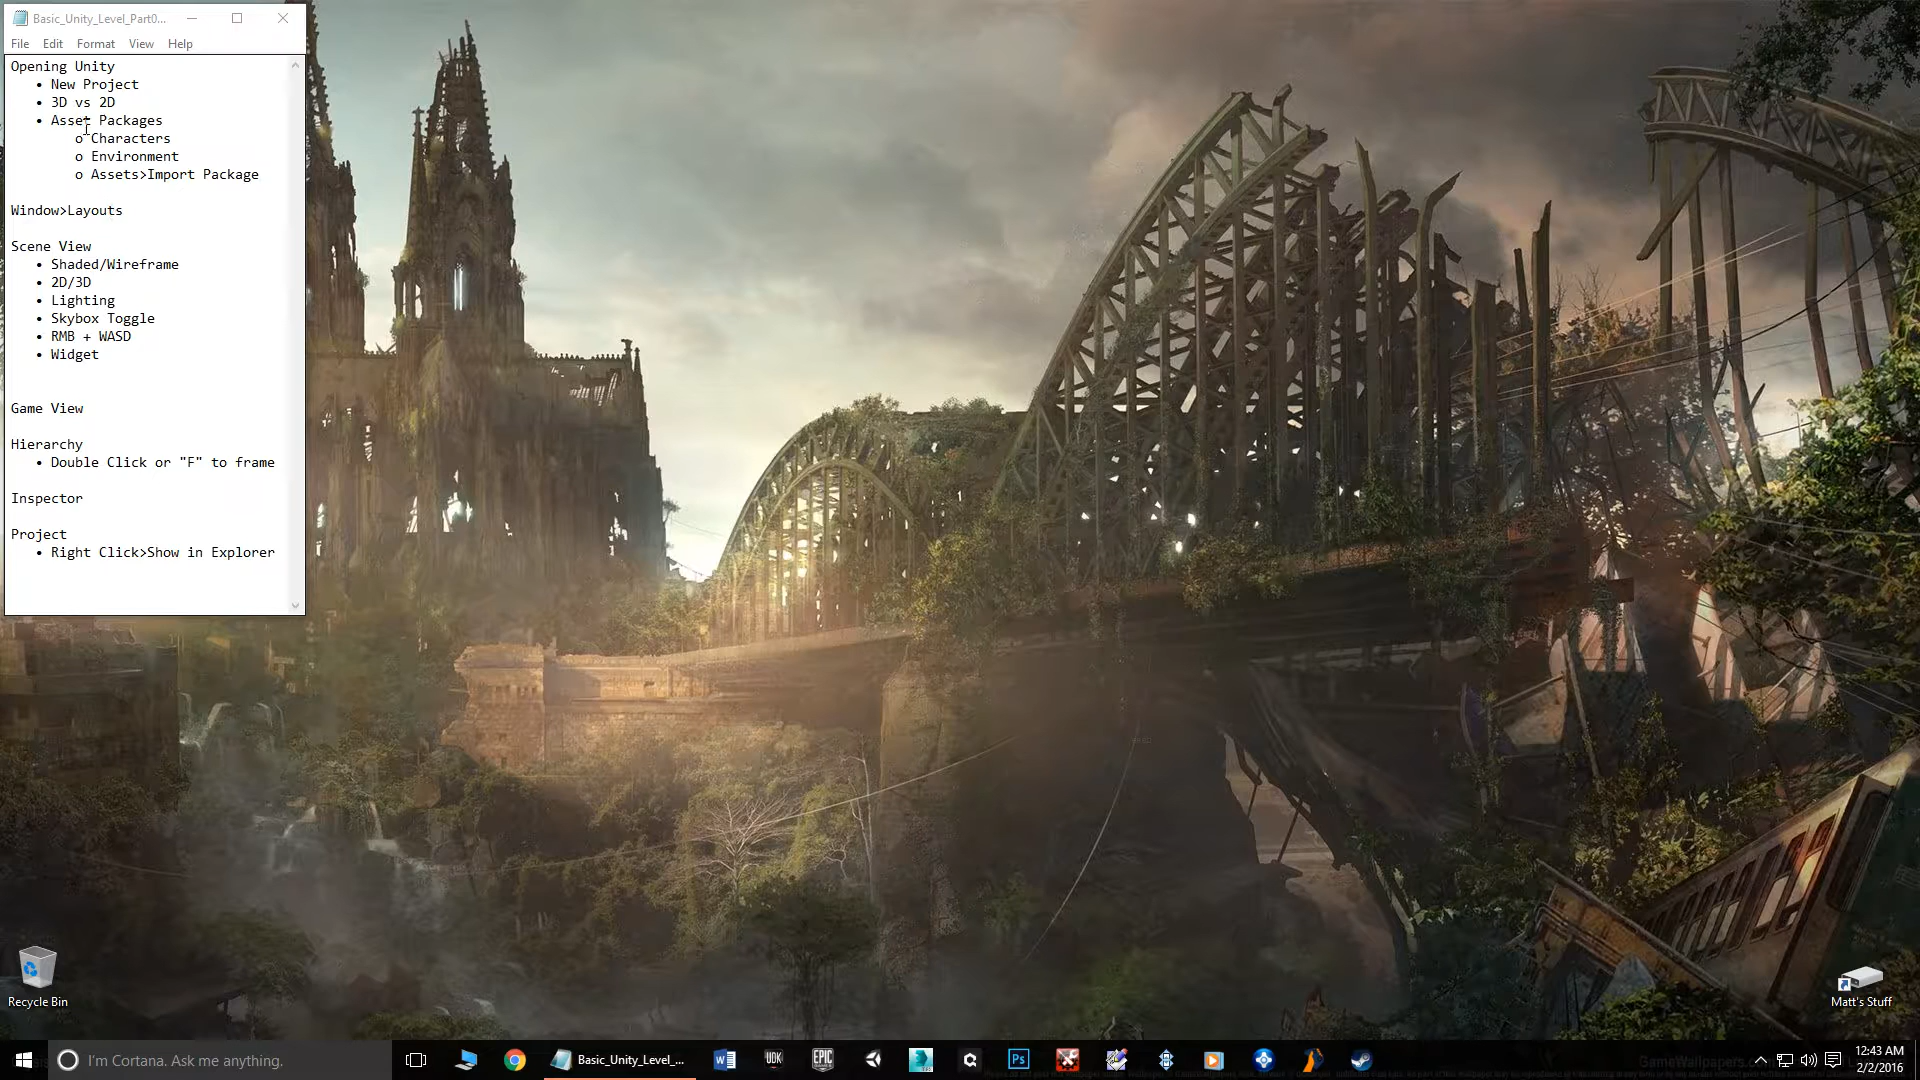 Basic_Unity_Level_Part0...
File Edit Format View Help
Opening Unity
• New Project
• 3D vs 2D
• Asset Packages
o Characters
o Environment
o Assets>Import Package
Window>Layouts
Scene View
• Shaded/Wireframe
• 2D/3D
• Lighting
• Skybox Toggle
• RMB + WASD
• Widget
Game View
Hierarchy
• Double Click or "F" to frame
Inspector
Project
• Right Click>Show in Explorer
Recycle Bin
Matt's Stuff
I'm Cortana. Ask me anything.
Basic_Unity_Level_...
UDK
EPIC
Ps
GameWallpapers.com
12:43 AM
2/2/2016